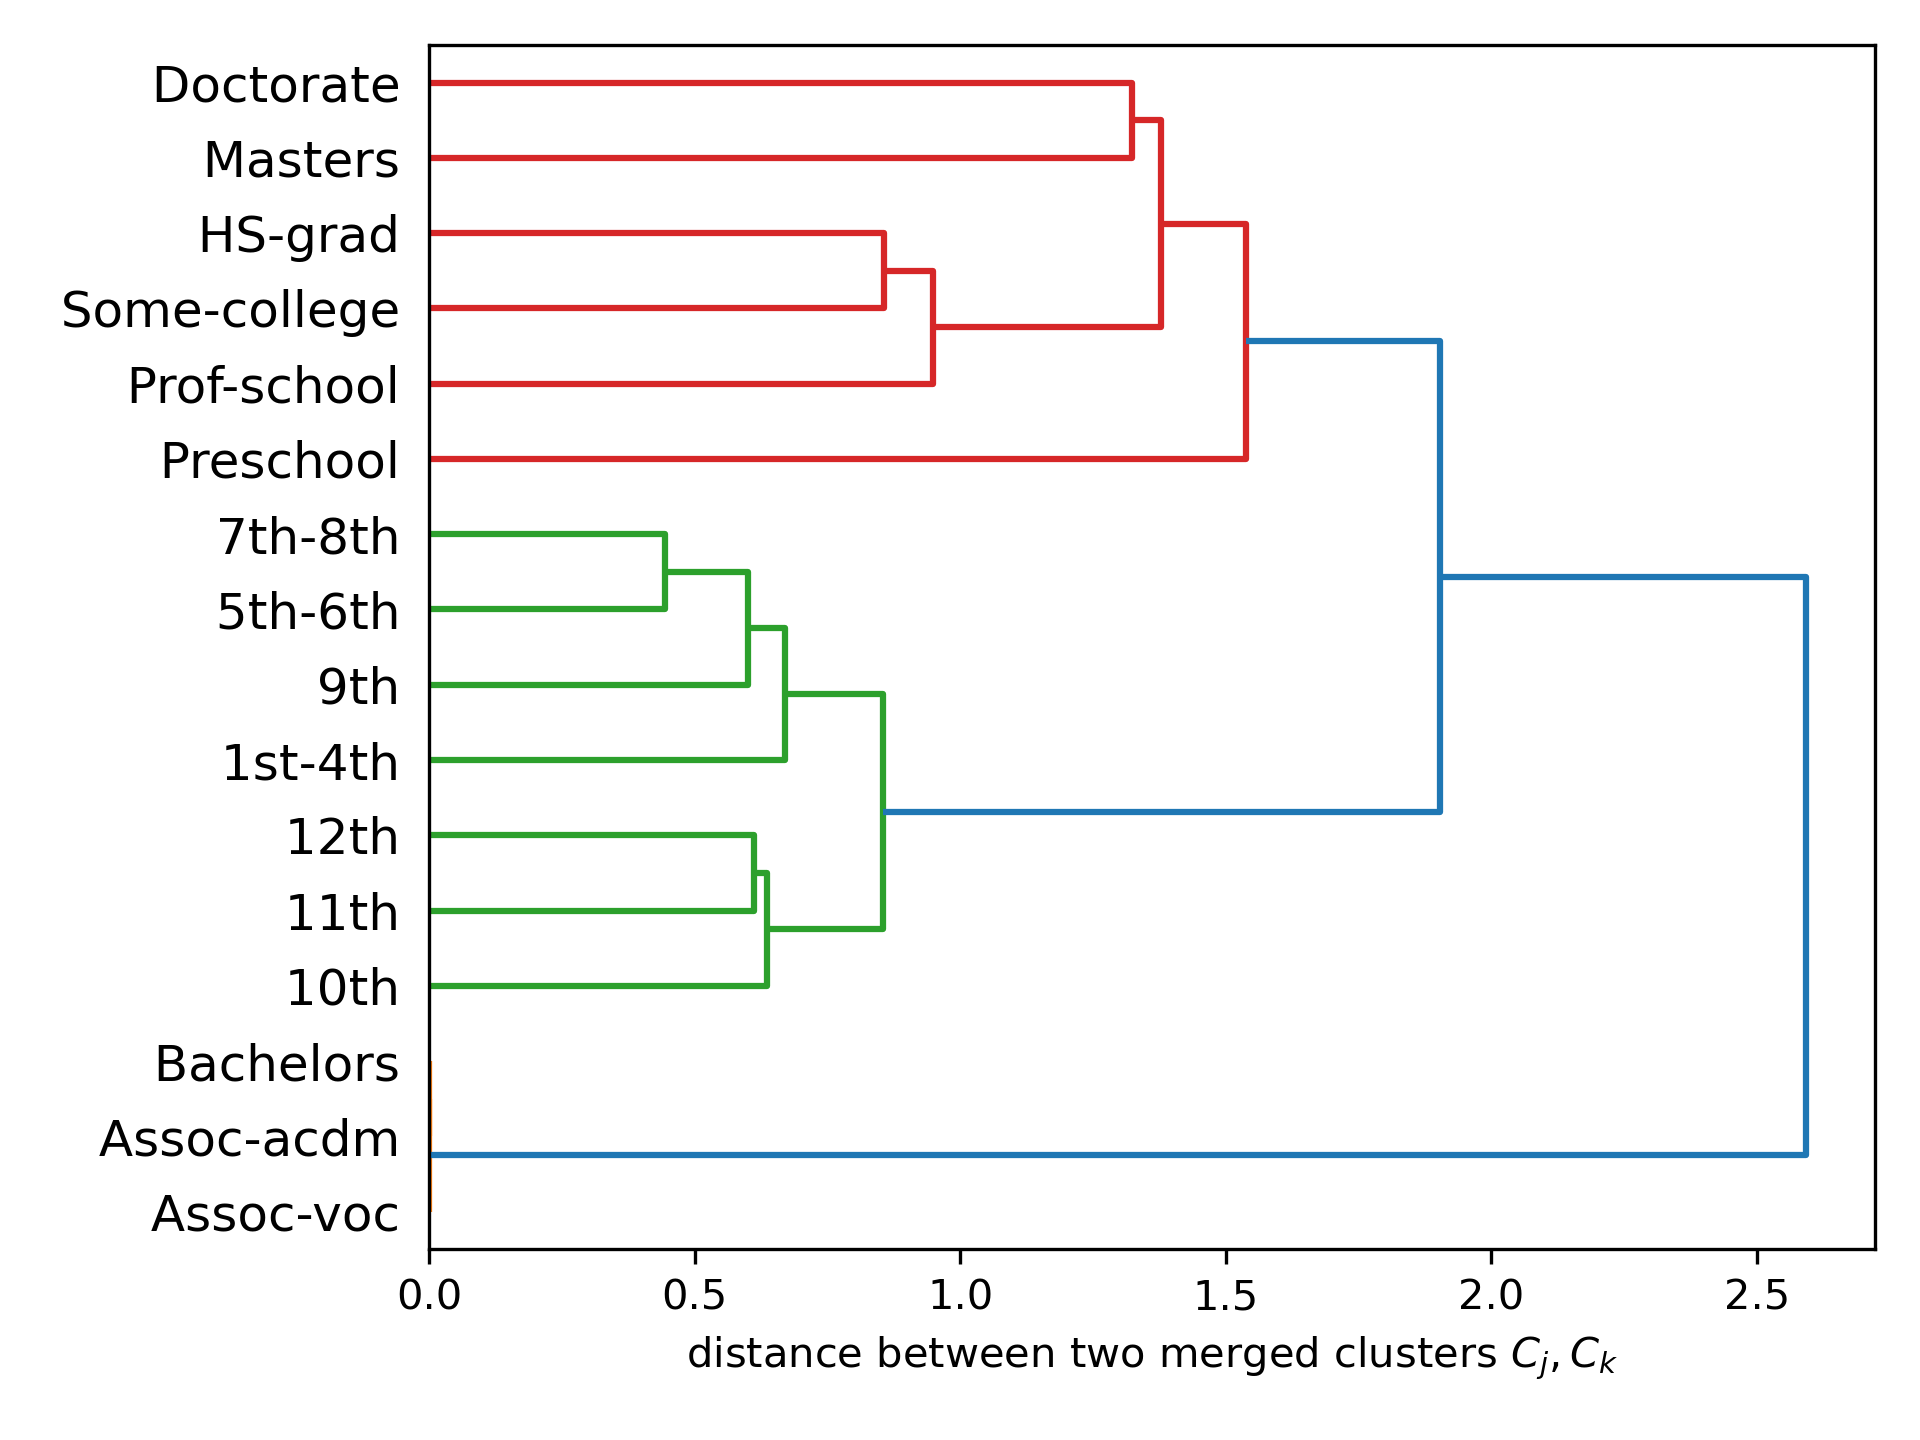 Doctorate
Masters
HS-grad
Some-college
Prof-school
Preschool
7th-8th
5th-6th
9th
1st-4th
12th
11th
10th
Bachelors
Assoc-acdm
Assoc-voc
0.0 0.5 1.0 1.5 2.0 2.5
distance between two merged clusters C_j, C_k